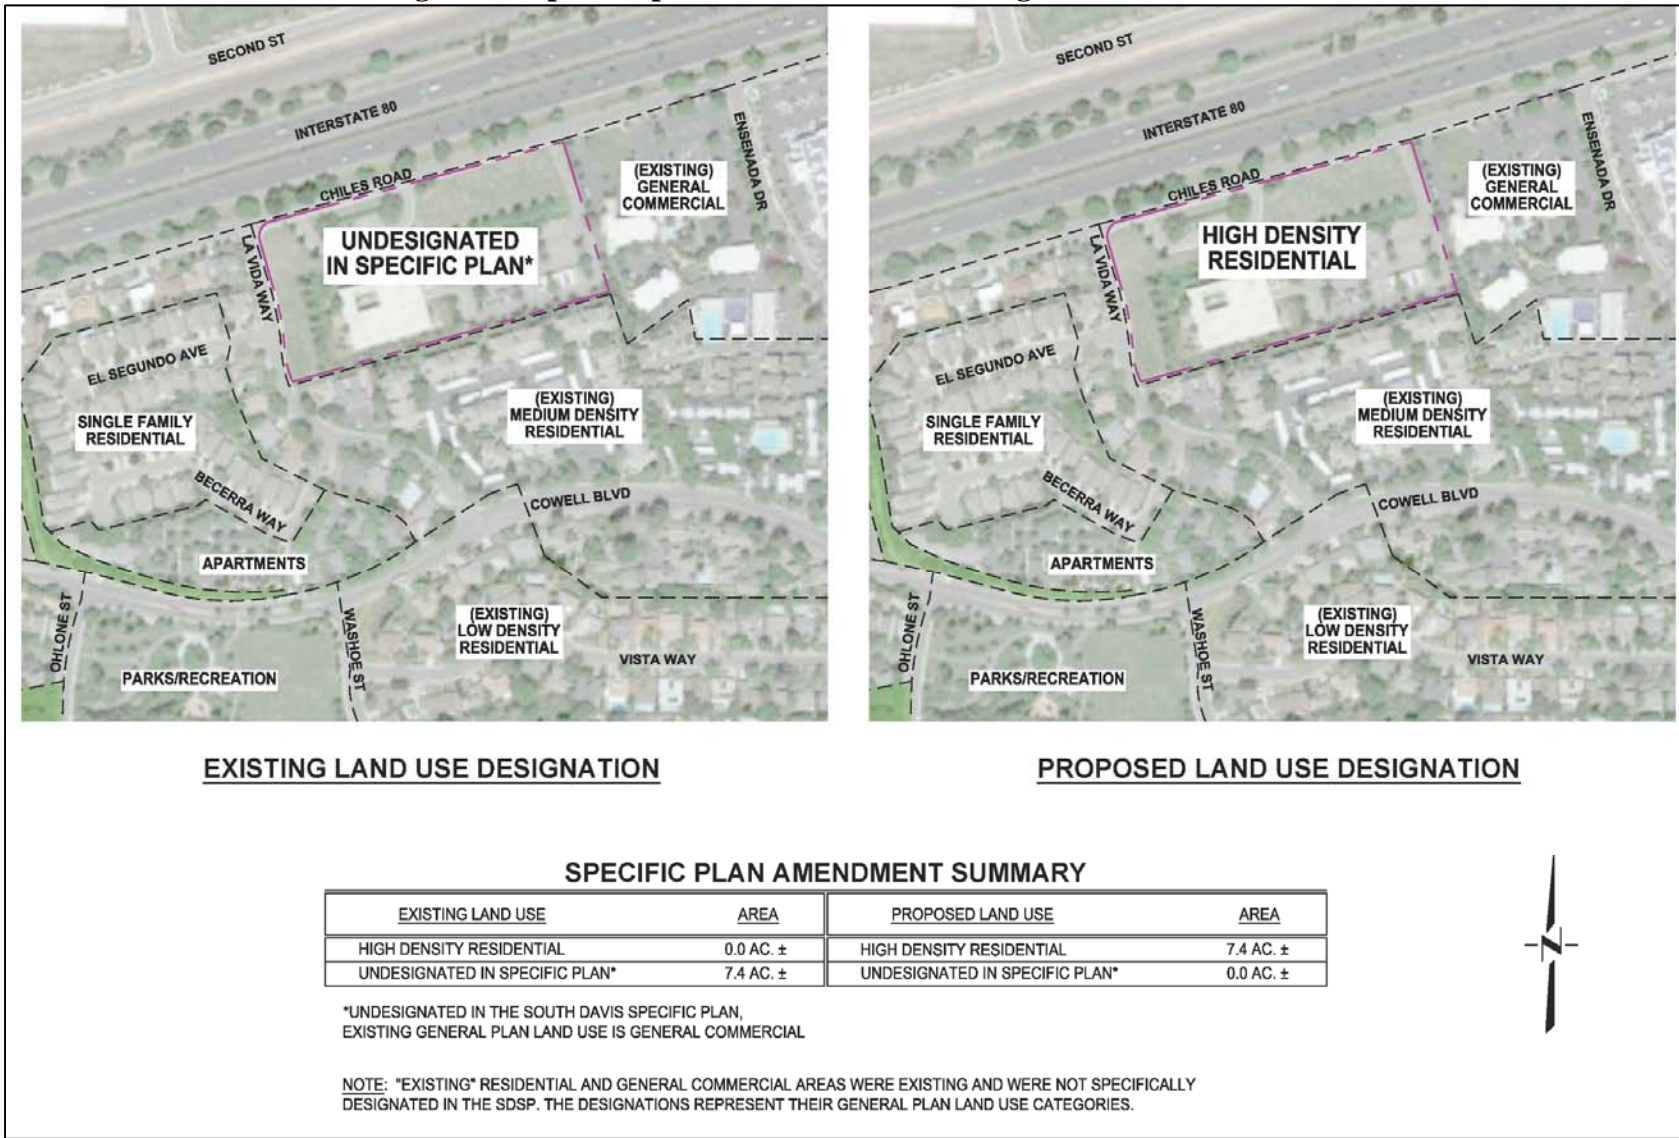 SECOND ST
INTERSTATE 80
CHILES ROAD
ENSENADA DR
(EXISTING)
GENERAL
COMMERCIAL
UNDESIGNATED
IN SPECIFIC PLAN*
LA VIDA WAY
EL SEGUNDO AVE
(EXISTING)
MEDIUM DENSITY
RESIDENTIAL
SINGLE FAMILY
RESIDENTIAL
BECERRA WAY
COWELL BLVD
APARTMENTS
OHLONE ST
WASHOE ST
(EXISTING)
LOW DENSITY
RESIDENTIAL
VISTA WAY
PARKS/RECREATION
EXISTING LAND USE DESIGNATION
SECOND ST
INTERSTATE 80
CHILES ROAD
ENSENADA DR
(EXISTING)
GENERAL
COMMERCIAL
HIGH DENSITY
RESIDENTIAL
LA VIDA WAY
EL SEGUNDO AVE
(EXISTING)
MEDIUM DENSITY
RESIDENTIAL
SINGLE FAMILY
RESIDENTIAL
BECERRA WAY
COWELL BLVD
APARTMENTS
OHLONE ST
WASHOE ST
(EXISTING)
LOW DENSITY
RESIDENTIAL
VISTA WAY
PARKS/RECREATION
PROPOSED LAND USE DESIGNATION
SPECIFIC PLAN AMENDMENT SUMMARY
EXISTING LAND USE AREA PROPOSED LAND USE AREA
HIGH DENSITY RESIDENTIAL 0.0 AC. ± HIGH DENSITY RESIDENTIAL 7.4 AC. ±
UNDESIGNATED IN SPECIFIC PLAN* 7.4 AC. ± UNDESIGNATED IN SPECIFIC PLAN* 0.0 AC. ±
*UNDESIGNATED IN THE SOUTH DAVIS SPECIFIC PLAN,
EXISTING GENERAL PLAN LAND USE IS GENERAL COMMERCIAL
NOTE: "EXISTING" RESIDENTIAL AND GENERAL COMMERCIAL AREAS WERE EXISTING AND WERE NOT SPECIFICALLY
DESIGNATED IN THE SDSP. THE DESIGNATIONS REPRESENT THEIR GENERAL PLAN LAND USE CATEGORIES.
N